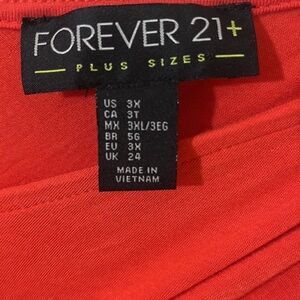 FOREVER 21+
PLUS SIZES
US 3X
CA 3T
MX 3XL/3EG
BR 5G
EU 3X
UK 24
MADE IN
VIETNAM